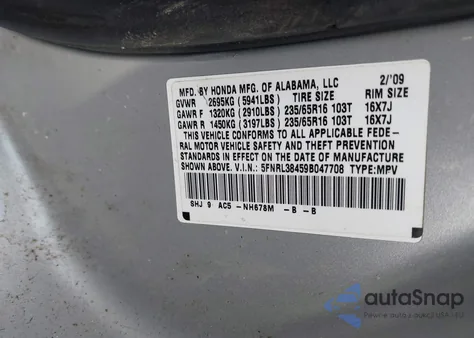 MFD. BY HONDA MFG. OF ALABAMA, LLC 2/'09
GVWR 2695KG (5941LBS) TIRE SIZE RIM SIZE
GAWR F 1320KG (2910LBS) 235/65R16 103T 16X7J
GAWR R 1450KG (3197LBS) 235/65R16 103T 16X7J
THIS VEHICLE CONFORMS TO ALL APPLICABLE FEDE-
RAL MOTOR VEHICLE SAFETY AND THEFT PREVENTION
STANDARDS IN EFFECT ON THE DATE OF MANUFACTURE
SHOWN ABOVE. V.I.N.: 5FNRL38459B047708 TYPE:MPV
SHJ 9 AC5 -NH678M -B -B
autoSnap